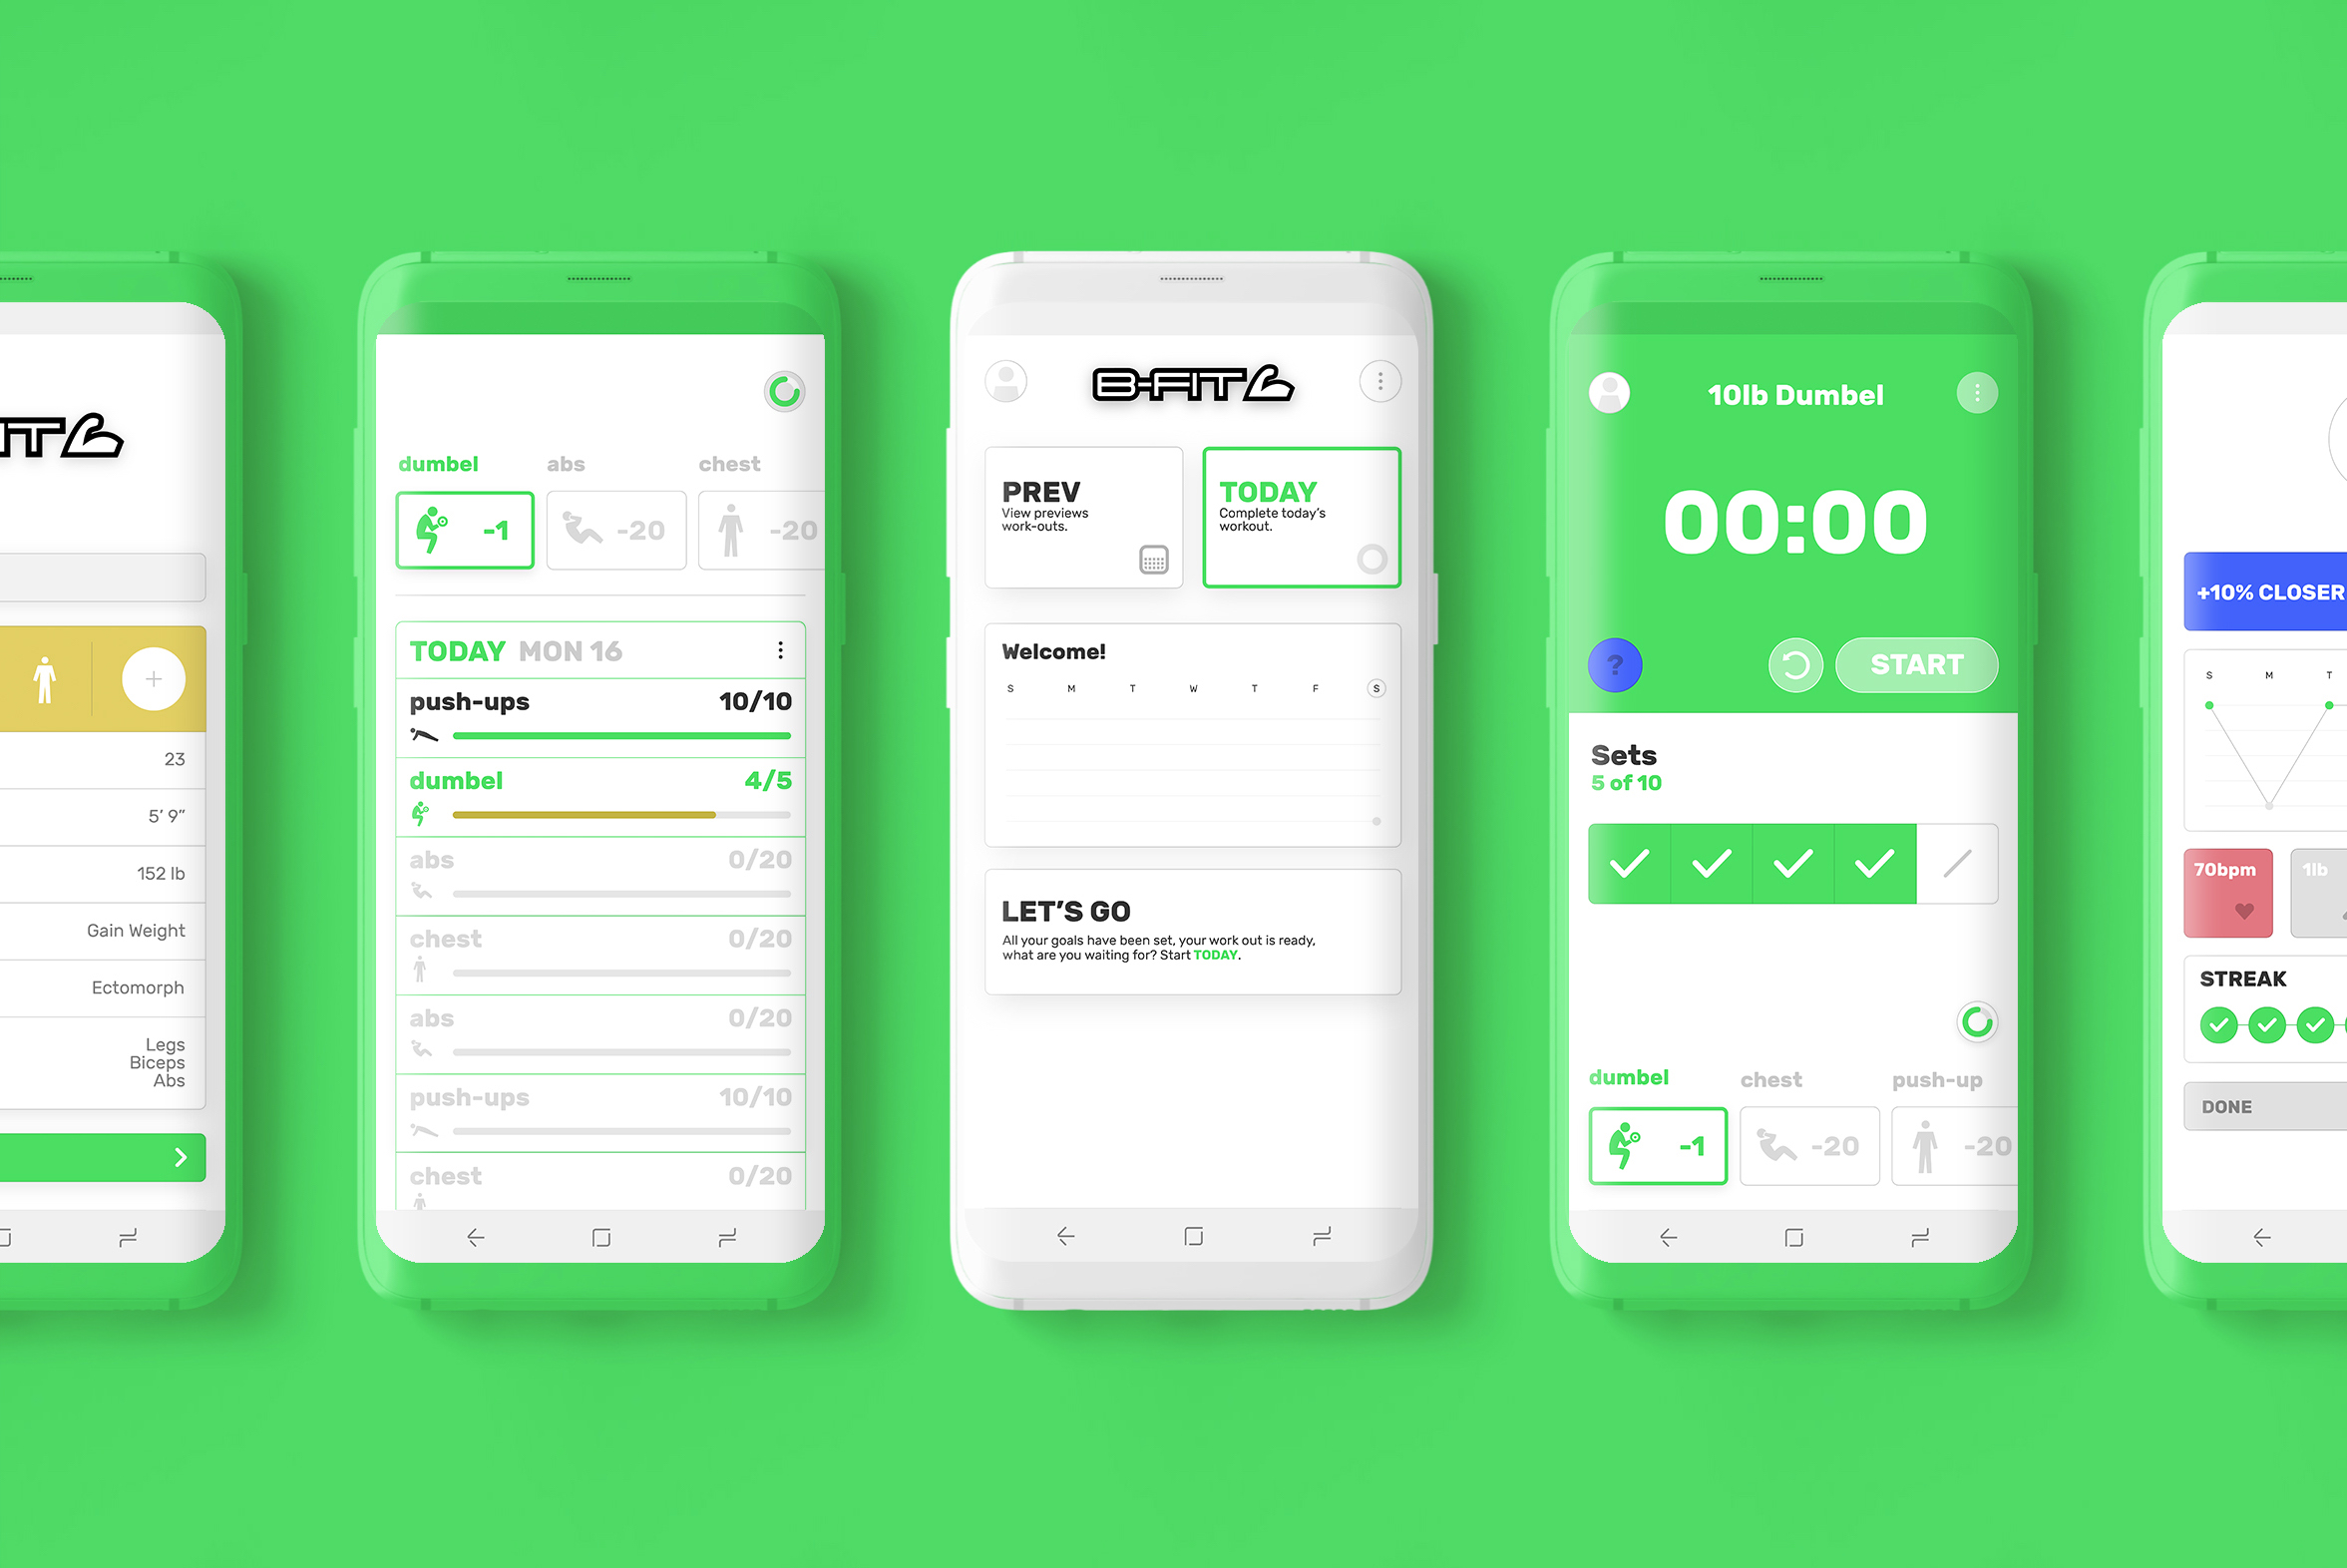 IT
23
5' 9"
152 lb
Gain Weight
Ectomorph
Legs
Biceps
Abs
dumbel abs chest
-1 -20 -20
TODAY MON 16
push-ups 10/10
dumbel 4/5
abs 0/20
chest 0/20
abs 0/20
push-ups 10/10
chest 0/20
B-FIT
PREV
View previews
work-outs.
TODAY
Complete today's
workout.
Welcome!
S M T W T F S
LET'S GO
All your goals have been set, your work out is ready,
what are you waiting for? Start TODAY.
10lb Dumbel
00:00
? START
Sets
5 of 10
dumbel chest push-up
-1 -20 -20
+10% CLOSER
S M T
70bpm 1lb
STREAK
DONE